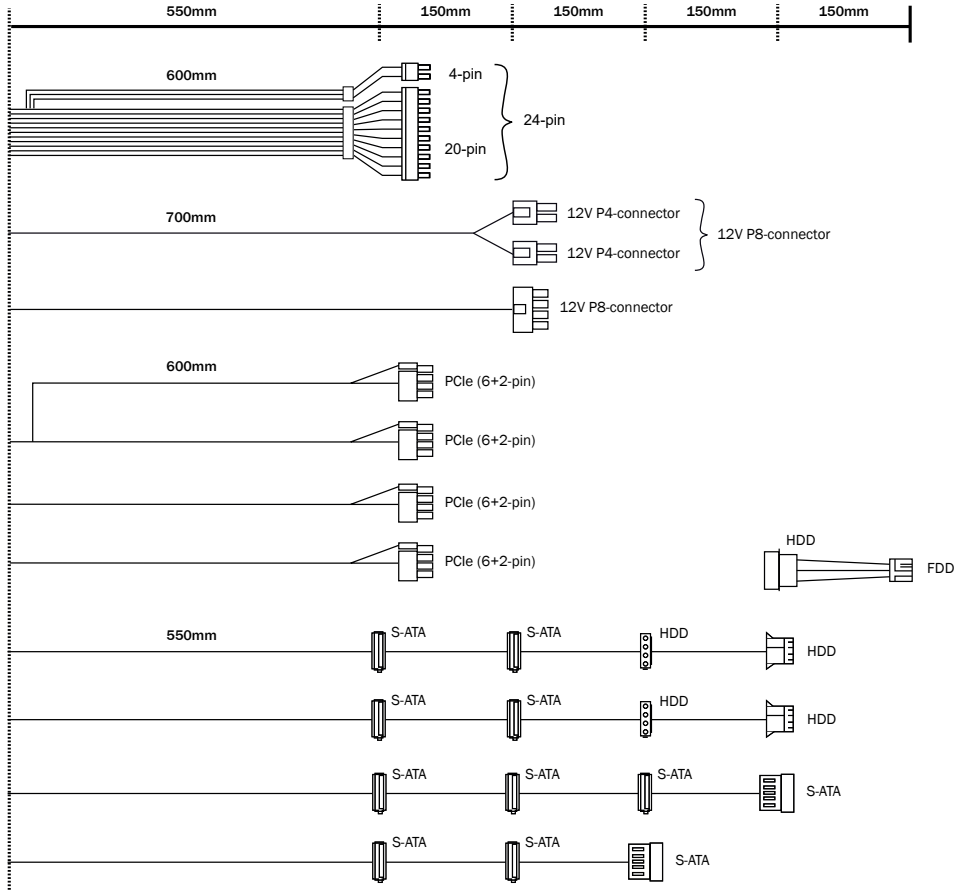 550mm 150mm 150mm 150mm 150mm
600mm
4-pin
24-pin
20-pin
700mm
12V P4-connector
12V P8-connector
12V P4-connector
12V P8-connector
600mm
PCIe (6+2-pin)
PCIe (6+2-pin)
PCIe (6+2-pin)
HDD
PCIe (6+2-pin)
FDD
550mm S-ATA S-ATA HDD
HDD
S-ATA S-ATA HDD
HDD
S-ATA S-ATA S-ATA
S-ATA
S-ATA S-ATA
S-ATA